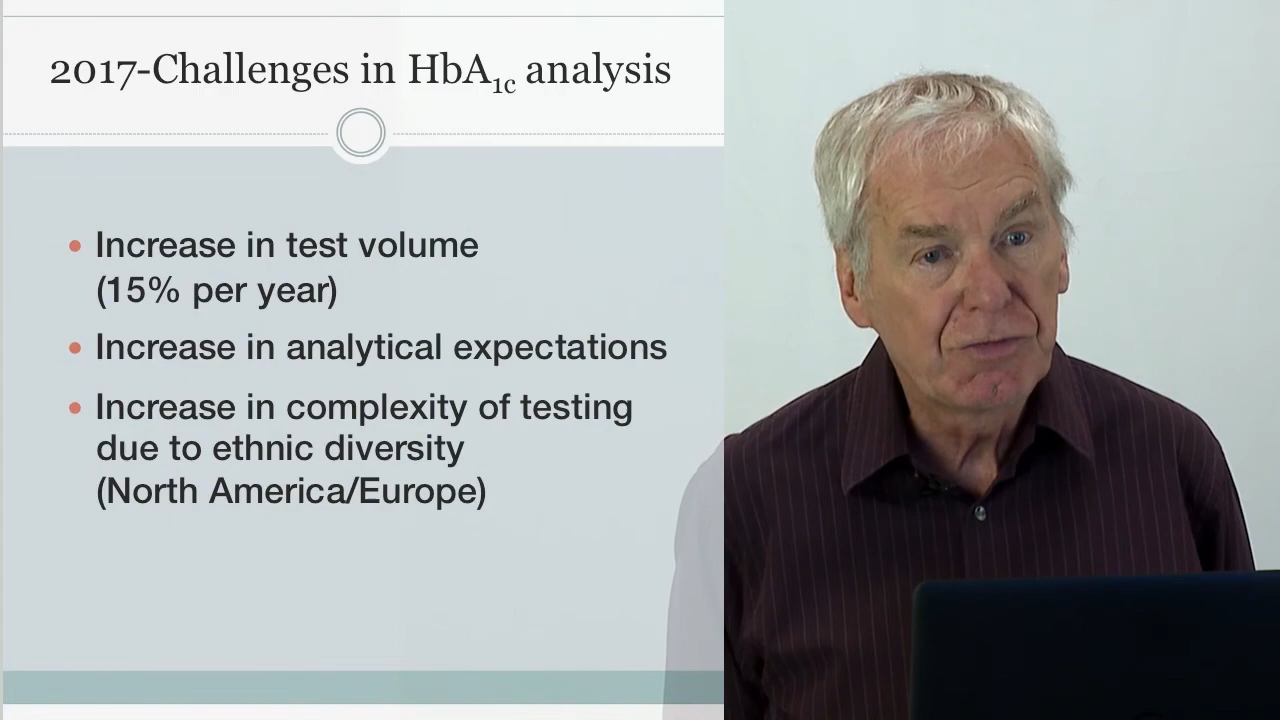 2017-Challenges in HbA1c analysis
• Increase in test volume
(15% per year)
• Increase in analytical expectations
• Increase in complexity of testing
due to ethnic diversity
(North America/Europe)